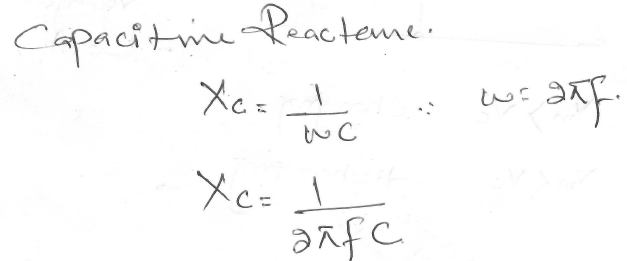 Capacitive Reactance.
Xc = 1/ωC ∵ ω = 2πf.
Xc = 1/2πfC